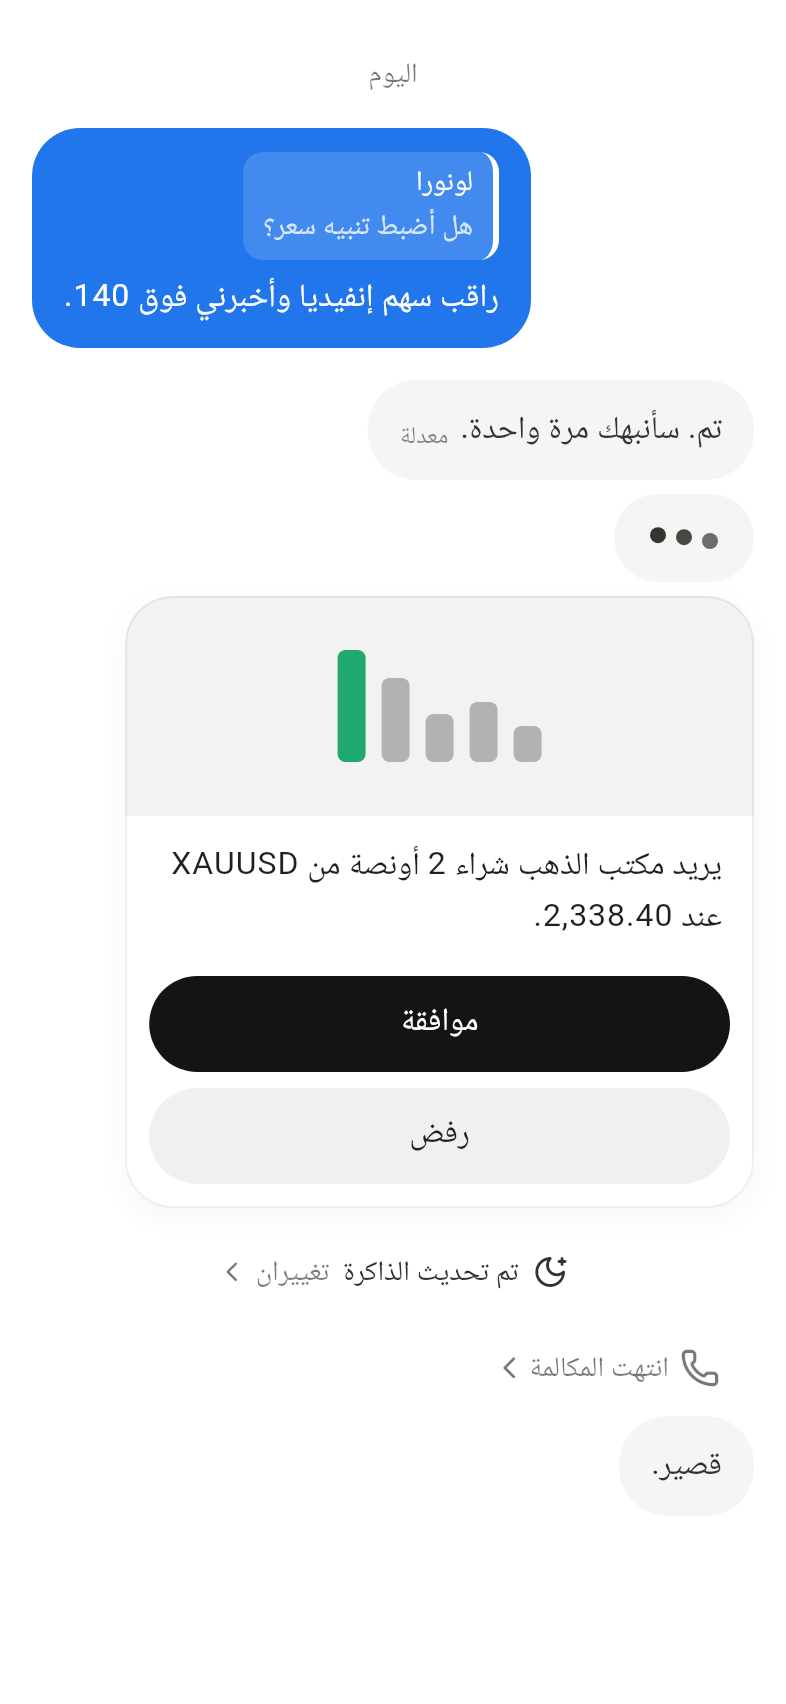 اليوم
لونورا
هل أضبط تنبيه سعر؟
راقب سهم إنفيديا وأخبرني فوق 140.
تم. سأنبهك مرة واحدة. معدلة
يريد مكتب الذهب شراء 2 أونصة من XAUUSD
عند 2,338.40.
موافقة
رفض
تم تحديث الذاكرة تغييران
انتهت المكالمة
قصير.